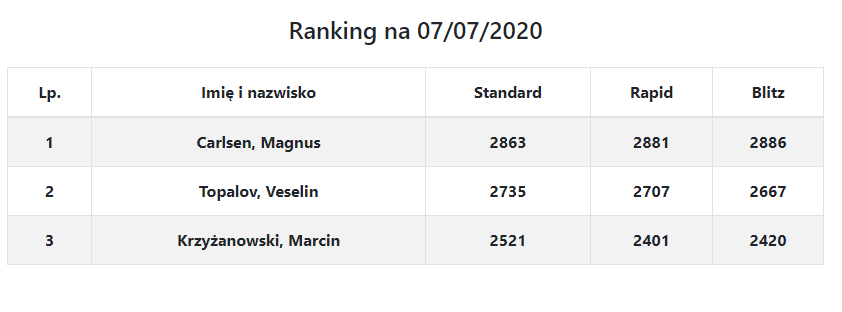 Ranking na 07/07/2020
Lp. Imię i nazwisko Standard Rapid Blitz
1 Carlsen, Magnus 2863 2881 2886
2 Topalov, Veselin 2735 2707 2667
3 Krzyżanowski, Marcin 2521 2401 2420